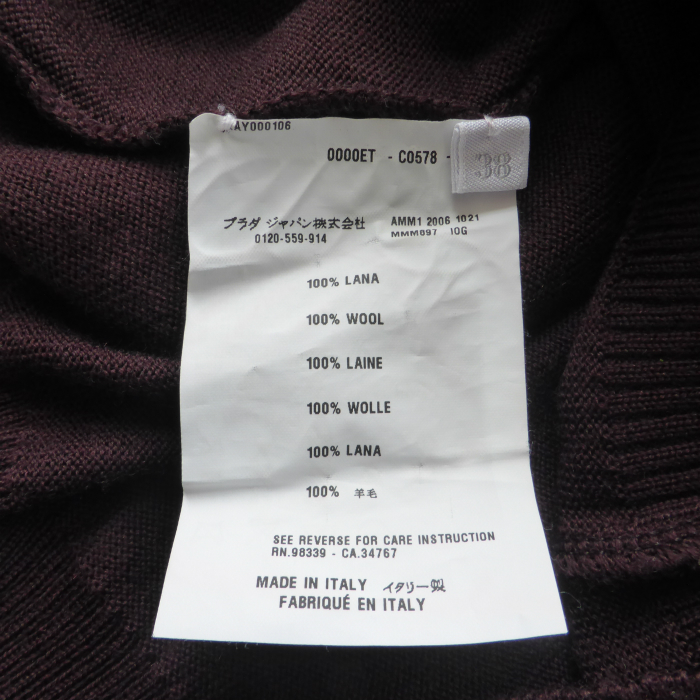 AY000106
0000ET - C0578 -
38
プラダ ジャパン株式会社 AMM1 2006 1021
0120-559-914 MMM097 10G
100% LANA
100% WOOL
100% LAINE
100% WOLLE
100% LANA
100% 羊毛
SEE REVERSE FOR CARE INSTRUCTION
RN.98339 - CA.34767
MADE IN ITALY イタリー製
FABRIQUÉ EN ITALY